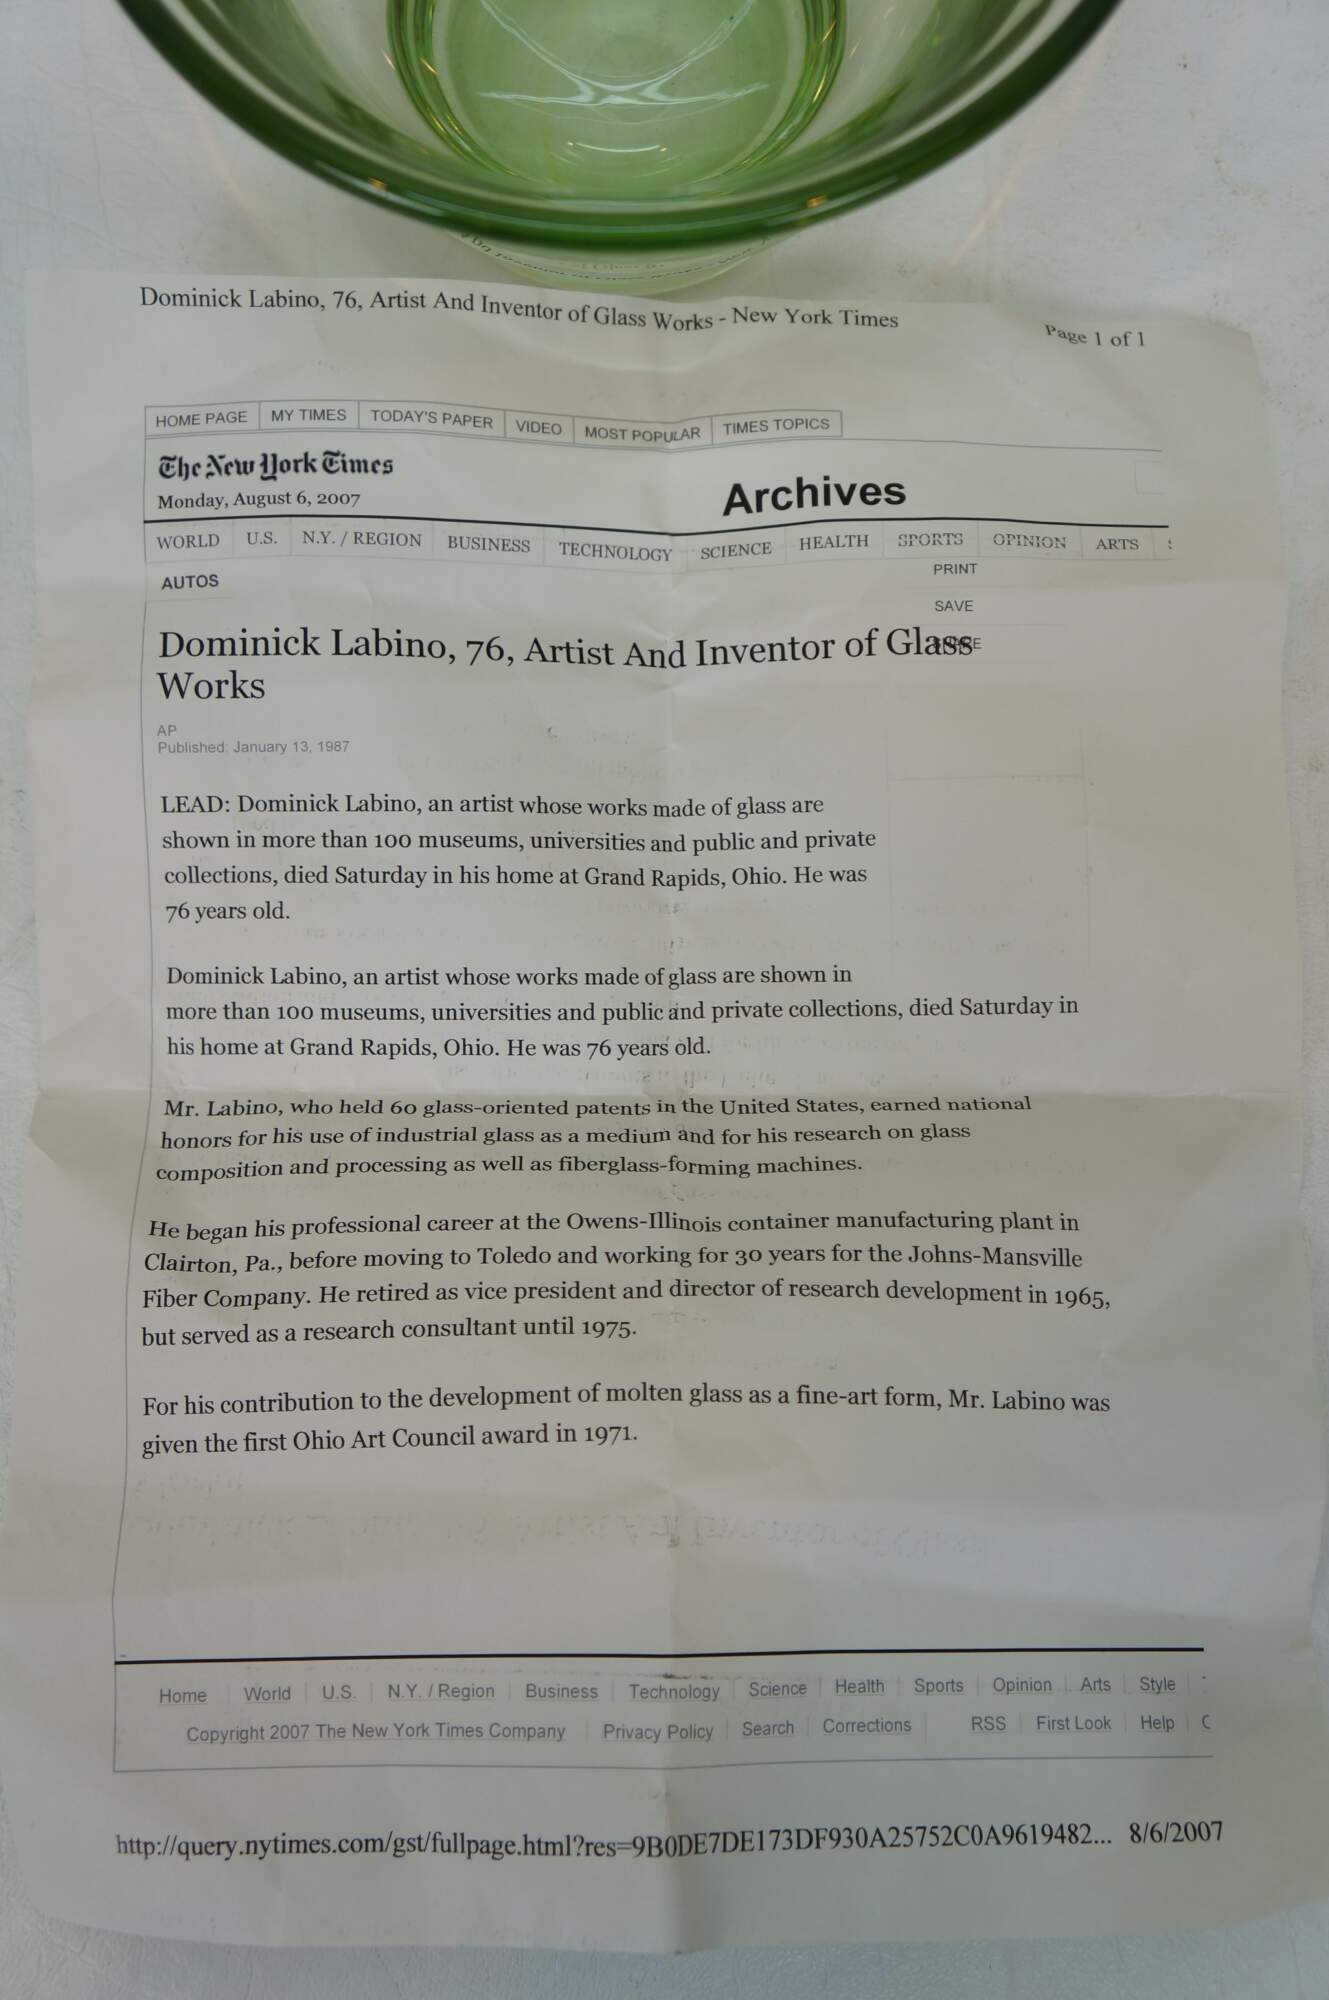 Dominick Labino, 76, Artist And Inventor of Glass Works - New York Times
Page 1 of 1
HOME PAGE MY TIMES TODAY'S PAPER VIDEO MOST POPULAR TIMES TOPICS
The New York Times
Monday, August 6, 2007
Archives
WORLD U.S. N.Y. / REGION BUSINESS TECHNOLOGY SCIENCE HEALTH SPORTS OPINION ARTS
AUTOS
PRINT
SAVE
Dominick Labino, 76, Artist And Inventor of Glass
Works
AP
Published: January 13, 1987
LEAD: Dominick Labino, an artist whose works made of glass are
shown in more than 100 museums, universities and public and private
collections, died Saturday in his home at Grand Rapids, Ohio. He was
76 years old.
Dominick Labino, an artist whose works made of glass are shown in
more than 100 museums, universities and public and private collections, died Saturday in
his home at Grand Rapids, Ohio. He was 76 years old.
Mr. Labino, who held 60 glass-oriented patents in the United States, earned national
honors for his use of industrial glass as a medium and for his research on glass
composition and processing as well as fiberglass-forming machines.
He began his professional career at the Owens-Illinois container manufacturing plant in
Clairton, Pa., before moving to Toledo and working for 30 years for the Johns-Mansville
Fiber Company. He retired as vice president and director of research development in 1965,
but served as a research consultant until 1975.
For his contribution to the development of molten glass as a fine-art form, Mr. Labino was
given the first Ohio Art Council award in 1971.
Home World U.S. N.Y. / Region Business Technology Science Health Sports Opinion Arts Style
Copyright 2007 The New York Times Company Privacy Policy Search Corrections RSS First Look Help C
http://query.nytimes.com/gst/fullpage.html?res=9B0DE7DE173DF930A25752C0A9619482... 8/6/2007